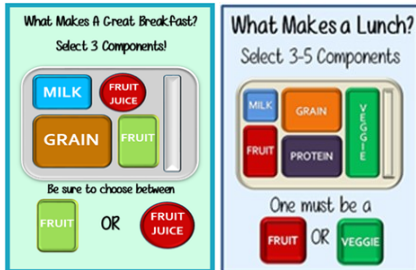 What Makes A Great Breakfast?
Select 3 Components!
MILK
FRUIT
JUICE
GRAIN
FRUIT
Be sure to choose between
FRUIT
OR
FRUIT
JUICE
What Makes a Lunch?
Select 3-5 Components
MILK
GRAIN
VEGGIE
FRUIT
PROTEIN
One must be a
FRUIT
OR
VEGGIE